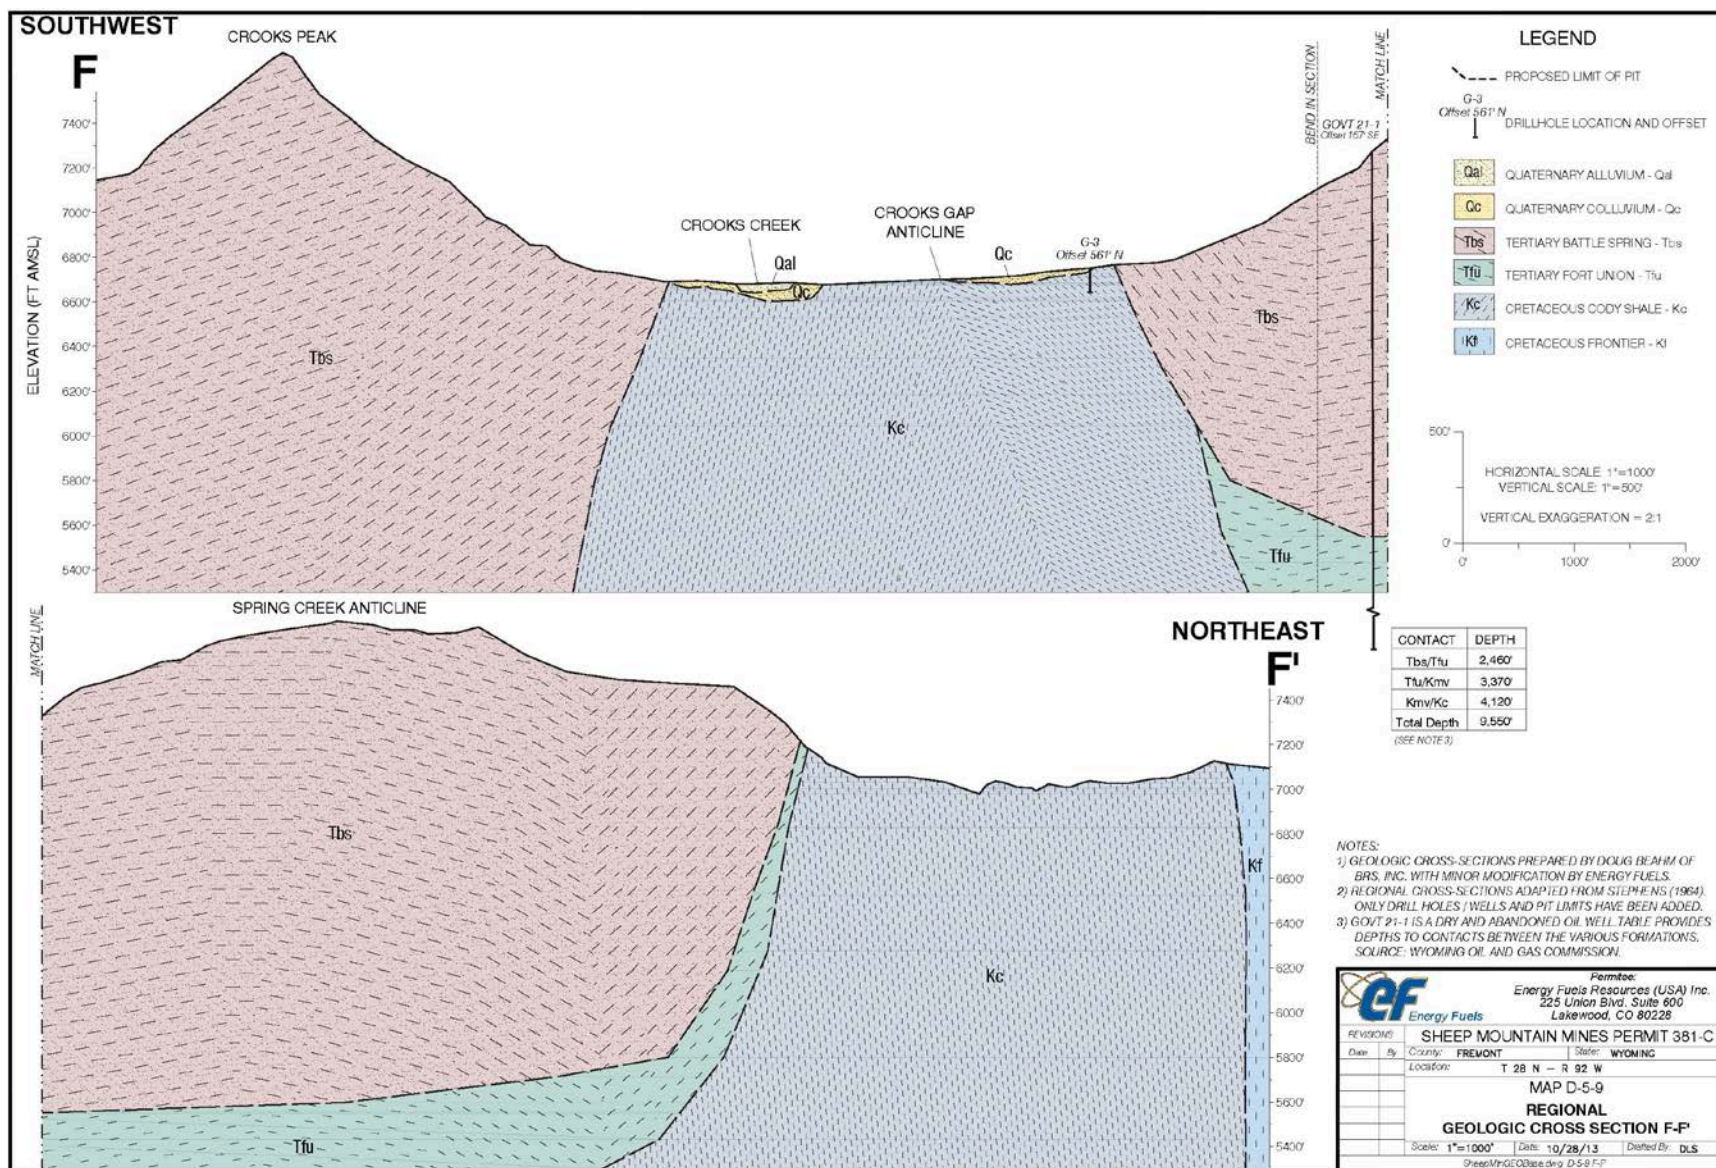 SOUTHWEST
F
CROOKS PEAK
ELEVATION (FT AMSL)
7400'
7200'
7000'
6800'
6600'
6400'
6200'
6000'
5800'
5600'
5400'
Tbs
CROOKS CREEK
Qal
Qc
CROOKS GAP
ANTICLINE
Qc
G-3
Offset 561' N
Kc
Tbs
Tfu
BEND IN SECTION
GOVT 21-1
Offset 157' SE
MATCH LINE
LEGEND
PROPOSED LIMIT OF PIT
G-3
Offset 561' N
DRILLHOLE LOCATION AND OFFSET
Qal QUATERNARY ALLUVIUM - Qal
Qc QUATERNARY COLLUVIUM - Qc
Tbs TERTIARY BATTLE SPRING - Tbs
Tfu TERTIARY FORT UNION - Tfu
Kc CRETACEOUS CODY SHALE - Kc
Kf CRETACEOUS FRONTIER - Kf
500'
0'
HORIZONTAL SCALE: 1"=1000'
VERTICAL SCALE: 1"=500'
VERTICAL EXAGGERATION = 2:1
0' 1000' 2000'
MATCH LINE
SPRING CREEK ANTICLINE
NORTHEAST
F'
7400'
7200'
7000'
6800'
6600'
6400'
6200'
6000'
5800'
5600'
5400'
Tbs
Tfu
Kc
Kf
CONTACT DEPTH
Tbs/Tfu 2,460'
Tfu/Kmv 3,370'
Kmv/Kc 4,120'
Total Depth 9,550'
(SEE NOTE 3)
NOTES:
1) GEOLOGIC CROSS-SECTIONS PREPARED BY DOUG BEAHM OF
BRS, INC. WITH MINOR MODIFICATION BY ENERGY FUELS.
2) REGIONAL CROSS-SECTIONS ADAPTED FROM STEPHENS (1964).
ONLY DRILL HOLES / WELLS AND PIT LIMITS HAVE BEEN ADDED.
3) GOVT 21-1 IS A DRY AND ABANDONED OIL WELL. TABLE PROVIDES
DEPTHS TO CONTACTS BETWEEN THE VARIOUS FORMATIONS.
SOURCE: WYOMING OIL AND GAS COMMISSION.
ef
Energy Fuels
Permitee:
Energy Fuels Resources (USA) Inc.
225 Union Blvd. Suite 600
Lakewood, CO 80228
REVISIONS
Date By
SHEEP MOUNTAIN MINES PERMIT 381-C
County: FREMONT State: WYOMING
Location: T 28 N - R 92 W
MAP D-5-9
REGIONAL
GEOLOGIC CROSS SECTION F-F'
Scale: 1"=1000' Date: 10/28/13 Drafted By: DLS
SheepMtnGEOBase.dwg D-5-9 F-F'